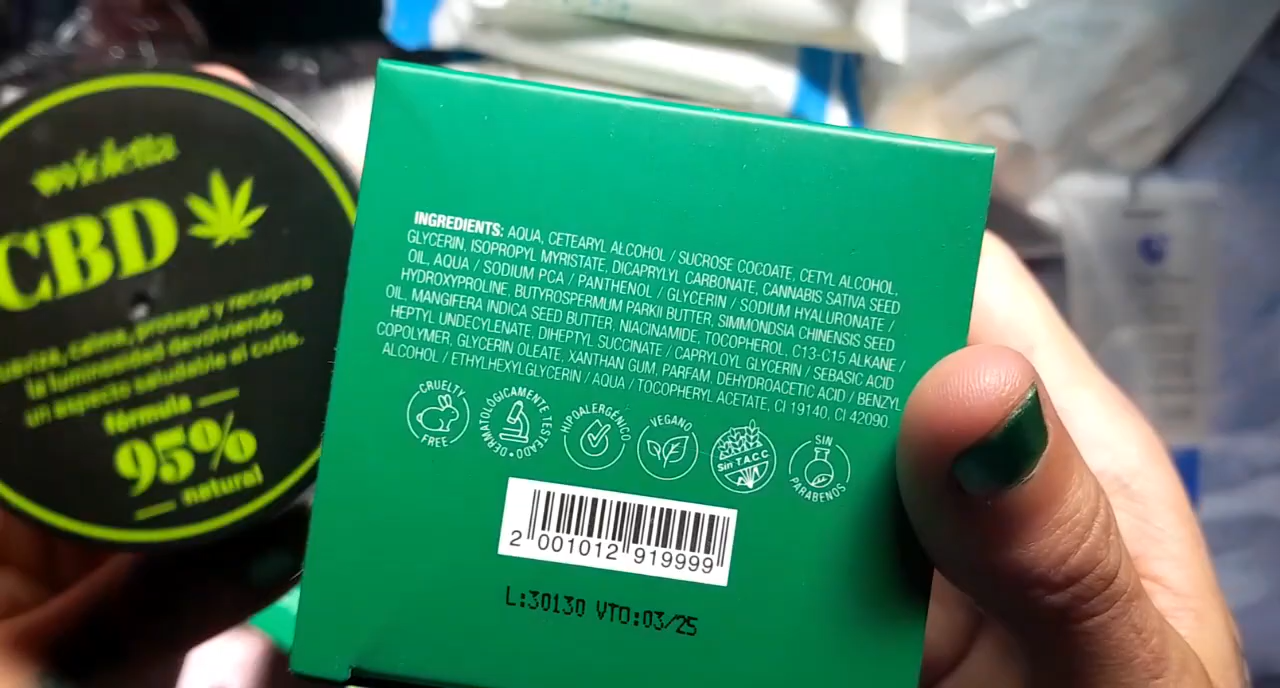 violetta
CBD
suaviza, calma, protege y recupera
la luminosidad devolviendo
un aspecto saludable al cutis.
fórmula
95%
natural
INGREDIENTS: AQUA, CETEARYL ALCOHOL / SUCROSE COCOATE, CETYL ALCOHOL,
GLYCERIN, ISOPROPYL MYRISTATE, DICAPRYLYL CARBONATE, CANNABIS SATIVA SEED
OIL, AQUA / SODIUM PCA / PANTHENOL / GLYCERIN / SODIUM HYALURONATE /
HYDROXYPROLINE, BUTYROSPERMUM PARKII BUTTER, SIMMONDSIA CHINENSIS SEED
OIL, MANGIFERA INDICA SEED BUTTER, NIACINAMIDE, TOCOPHEROL, C13-C15 ALKANE /
HEPTYL UNDECYLENATE, DIHEPTYL SUCCINATE / CAPRYLOYL GLYCERIN / SEBASIC ACID
COPOLYMER, GLYCERIN OLEATE, XANTHAN GUM, PARFAM, DEHYDROACETIC ACID / BENZYL
ALCOHOL / ETHYLHEXYLGLYCERIN / AQUA / TOCOPHERYL ACETATE, CI 19140, CI 42090.
CRUELTY FREE
DERMATOLÓGICAMENTE TESTEADO
HIPOALERGÉNICO
VEGANO
Sin T.A.C.C
SIN PARABENOS
2 001012 919999
L:30130 VTO:03/25